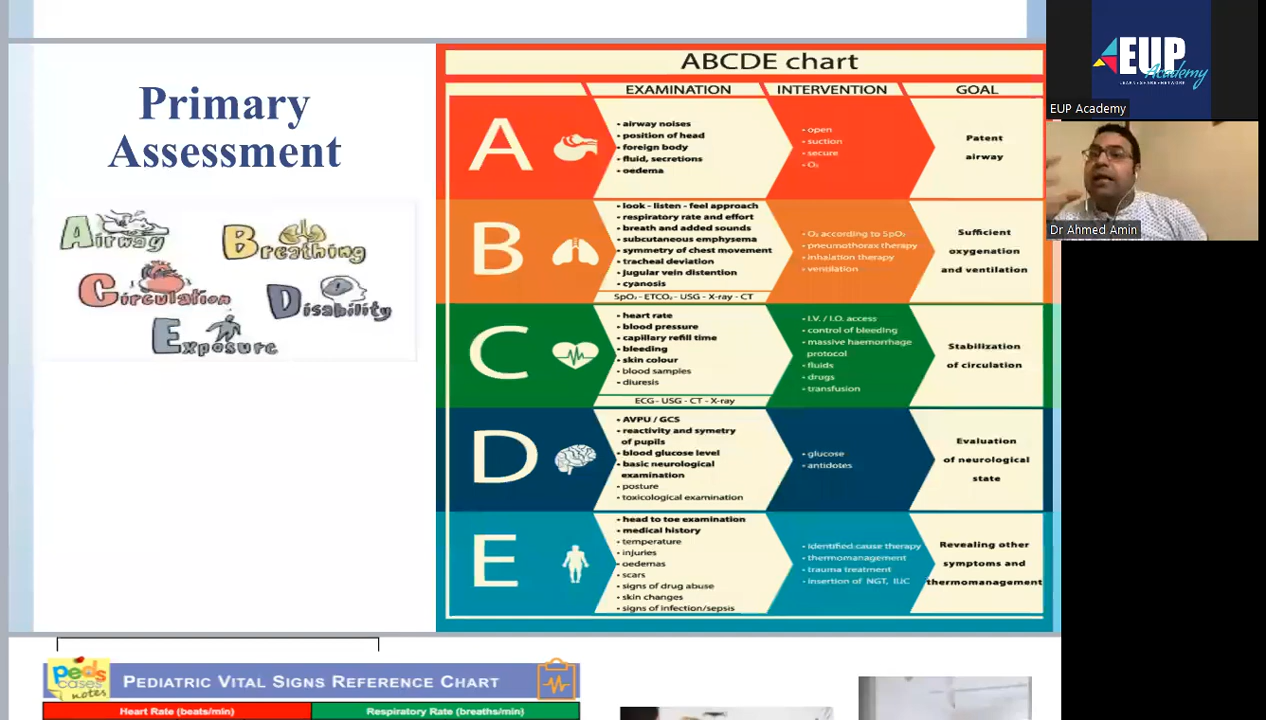 Primary
Assessment
Airway
Breathing
Circulation
Disability
Exposure
ABCDE chart
EXAMINATION
INTERVENTION
GOAL
A
• airway noises
• position of head
• foreign body
• fluid, secretions
• oedema
• open
• suction
• secure
• O₂
Patent
airway
B
• look - listen - feel approach
• respiratory rate and effort
• breath and added sounds
• subcutaneous emphysema
• symmetry of chest movement
• tracheal deviation
• jugular vein distention
• cyanosis
SpO₂ - ETCO₂ - USG - X-ray - CT
• O₂ according to SpO₂
• pneumothorax therapy
• inhalation therapy
• ventilation
Sufficient
oxygenation
and ventilation
C
• heart rate
• blood pressure
• capillary refill time
• bleeding
• skin colour
• blood samples
• diuresis
ECG - USG - CT - X-ray
• I.V. / I.O. access
• control of bleeding
• massive haemorrhage
protocol
• fluids
• drugs
• transfusion
Stabilization
of circulation
D
• AVPU / GCS
• reactivity and symetry
of pupils
• blood glucose level
• basic neurological
examination
• posture
• toxicological examination
• glucose
• antidotes
Evaluation
of neurological
state
E
• head to toe examination
• medical history
• temperature
• injuries
• oedemas
• scars
• signs of drug abuse
• skin changes
• signs of infection/sepsis
• identified cause therapy
• thermomanagement
• trauma treatment
• insertion of NGT, IUC
Revealing other
symptoms and
thermomanagement
peds
cases
notes
PEDIATRIC VITAL SIGNS REFERENCE CHART
Heart Rate (beats/min)
Respiratory Rate (breaths/min)
EUP
Academy
EUP Academy
Dr Ahmed Amin